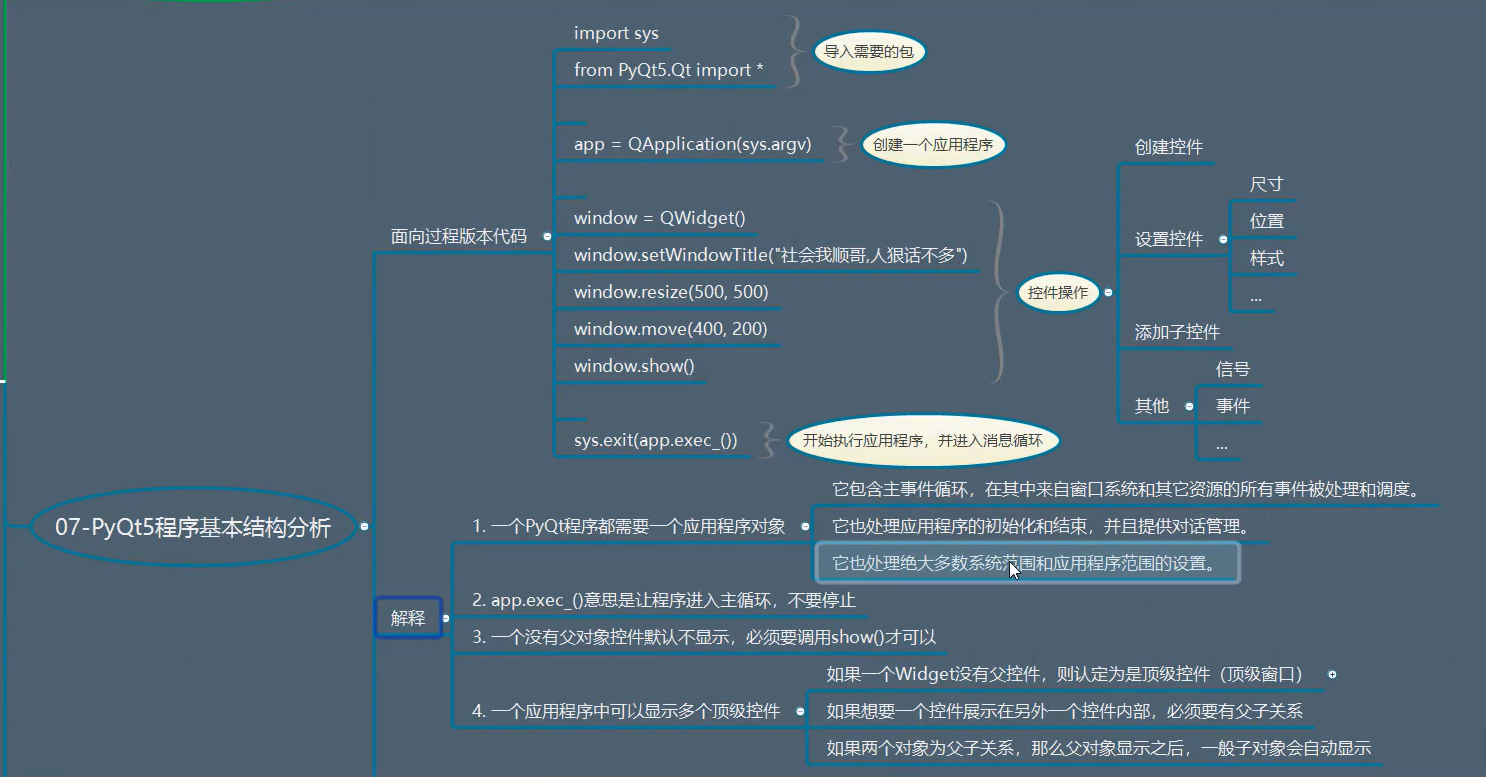 07-PyQt5程序基本结构分析
面向过程版本代码
import sys
from PyQt5.Qt import *
导入需要的包
app = QApplication(sys.argv)
创建一个应用程序
window = QWidget()
window.setWindowTitle("社会我顺哥,人狠话不多")
window.resize(500, 500)
window.move(400, 200)
window.show()
控件操作
创建控件
设置控件
尺寸
位置
样式
...
添加子控件
其他
信号
事件
...
sys.exit(app.exec_())
开始执行应用程序，并进入消息循环
解释
1. 一个PyQt程序都需要一个应用程序对象
它包含主事件循环，在其中来自窗口系统和其它资源的所有事件被处理和调度。
它也处理应用程序的初始化和结束，并且提供对话管理。
它也处理绝大多数系统范围和应用程序范围的设置。
2. app.exec_()意思是让程序进入主循环，不要停止
3. 一个没有父对象控件默认不显示，必须要调用show()才可以
4. 一个应用程序中可以显示多个顶级控件
如果一个Widget没有父控件，则认定为是顶级控件（顶级窗口）
如果想要一个控件展示在另外一个控件内部，必须要有父子关系
如果两个对象为父子关系，那么父对象显示之后，一般子对象会自动显示